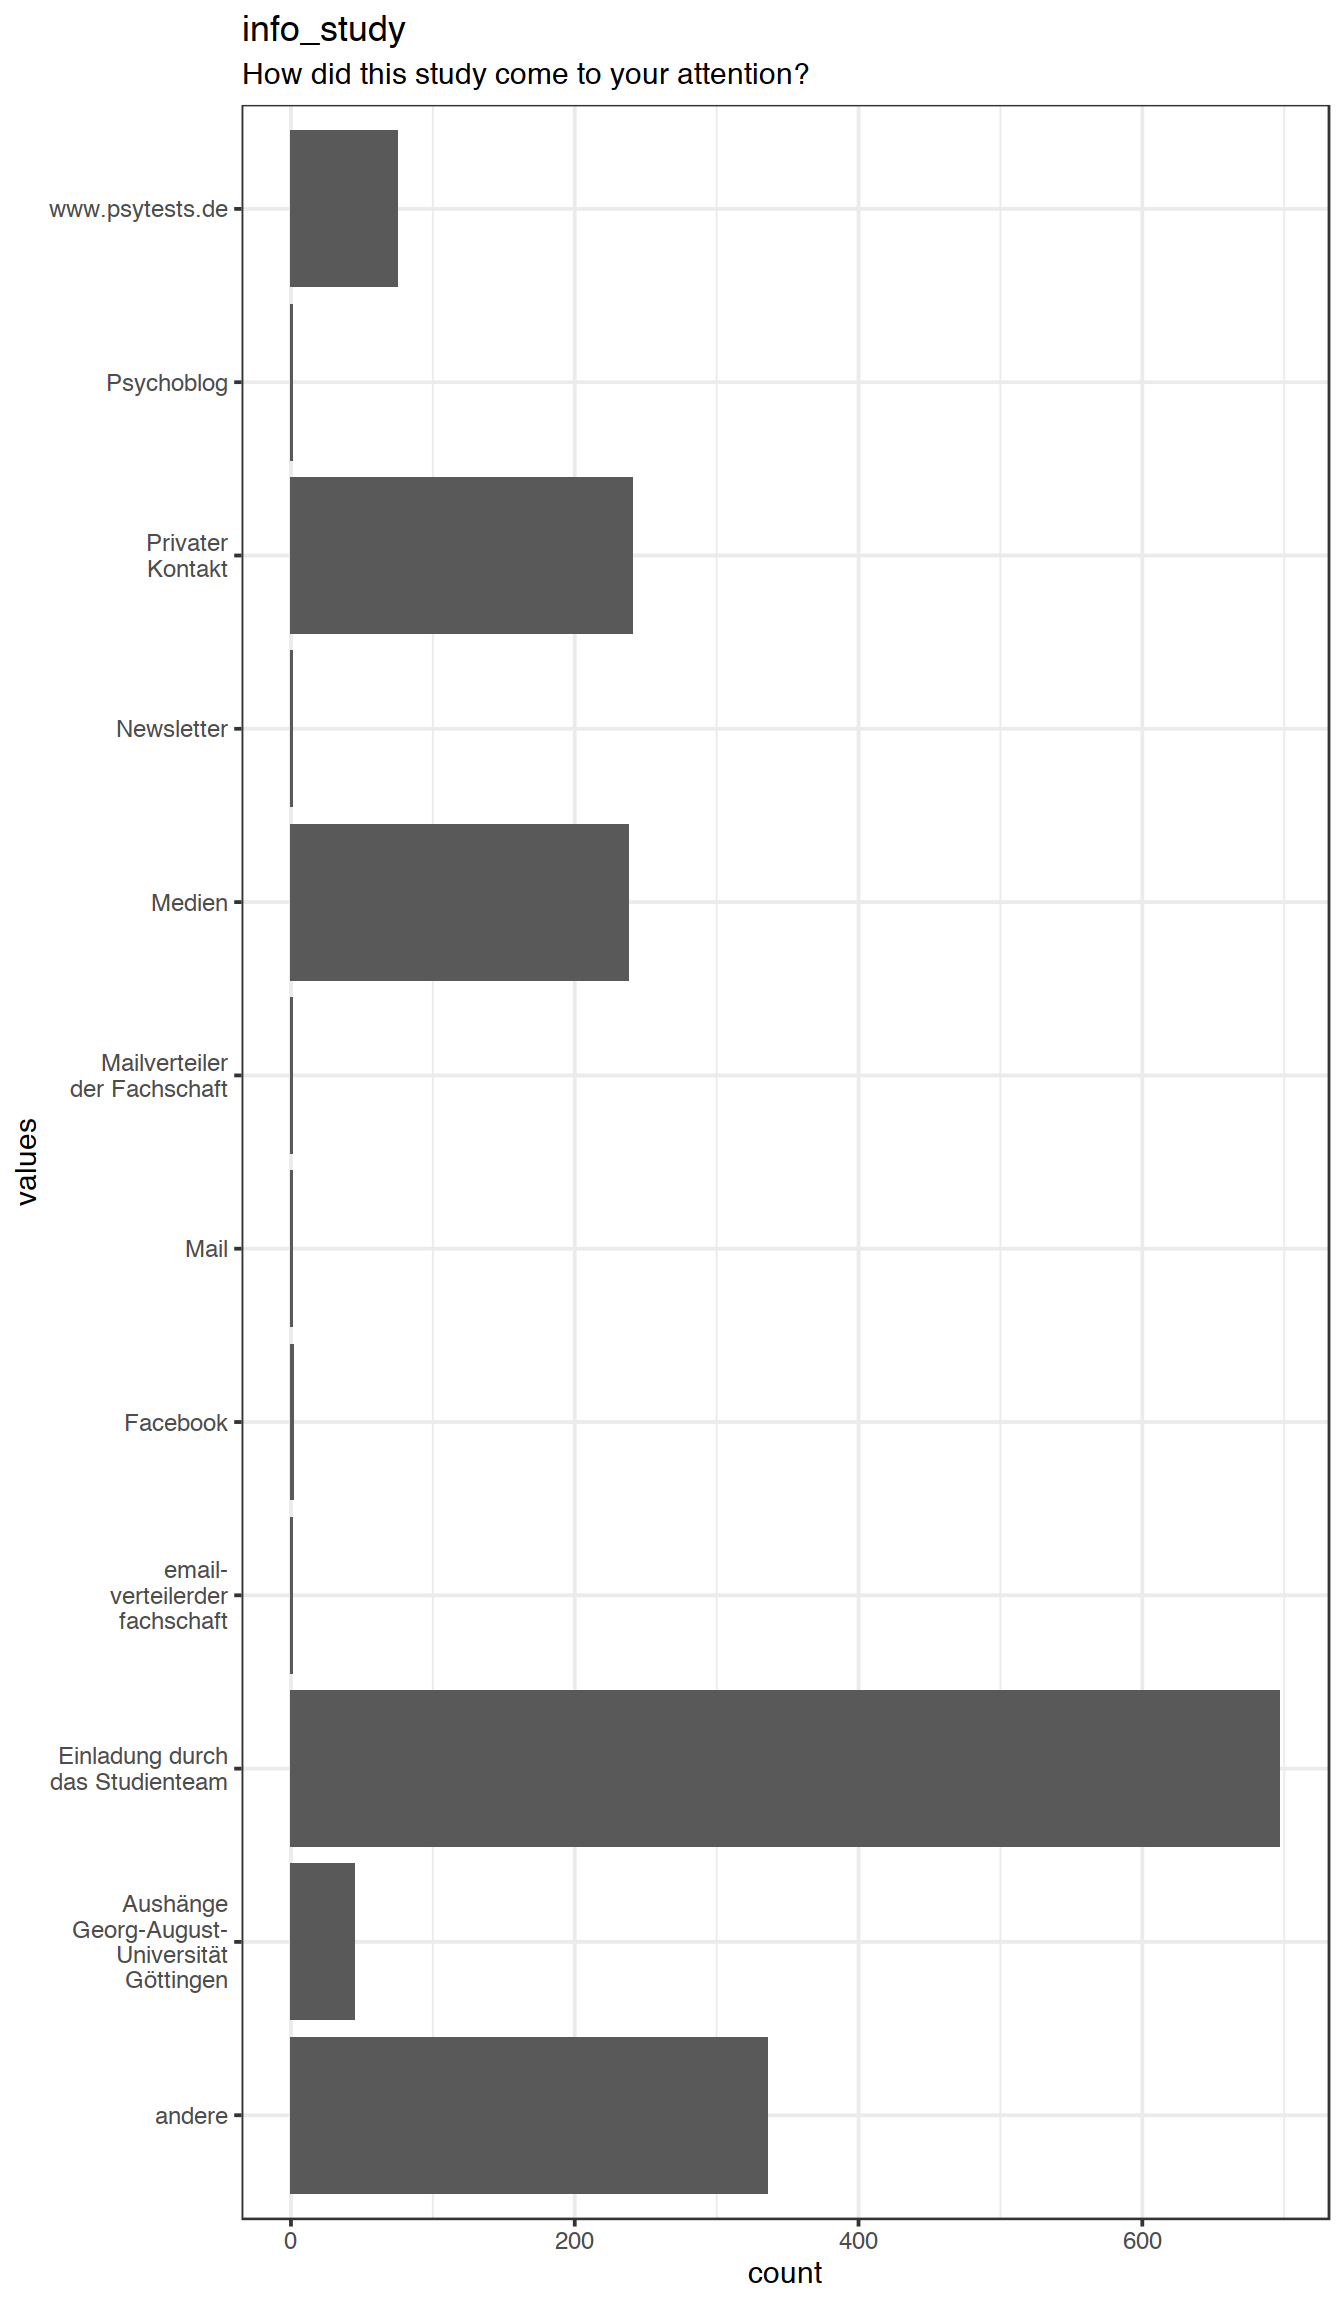 info_study
How did this study come to your attention?
www.psytests.de
Psychoblog
Privater
Kontakt
Newsletter
Medien
Mailverteiler
der Fachschaft
values
Mail
Facebook
email-
verteilerder
fachschaft
Einladung durch
das Studienteam
Aushänge
Georg-August-
Universität
Göttingen
andere
0 200 400 600
count